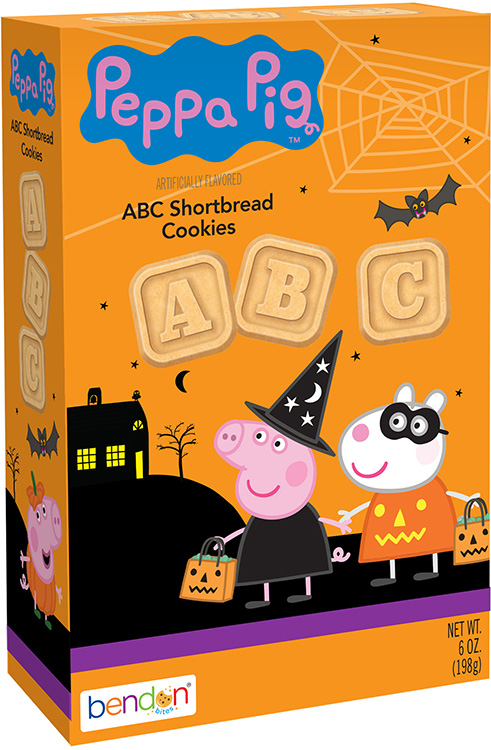 Peppa Pig
TM
ARTIFICIALLY FLAVORED
ABC Shortbread
Cookies
A B C
NET WT.
6 OZ.
(198g)
bendon®
bites
Peppa Pig
ABC Shortbread
Cookies
A
B
C